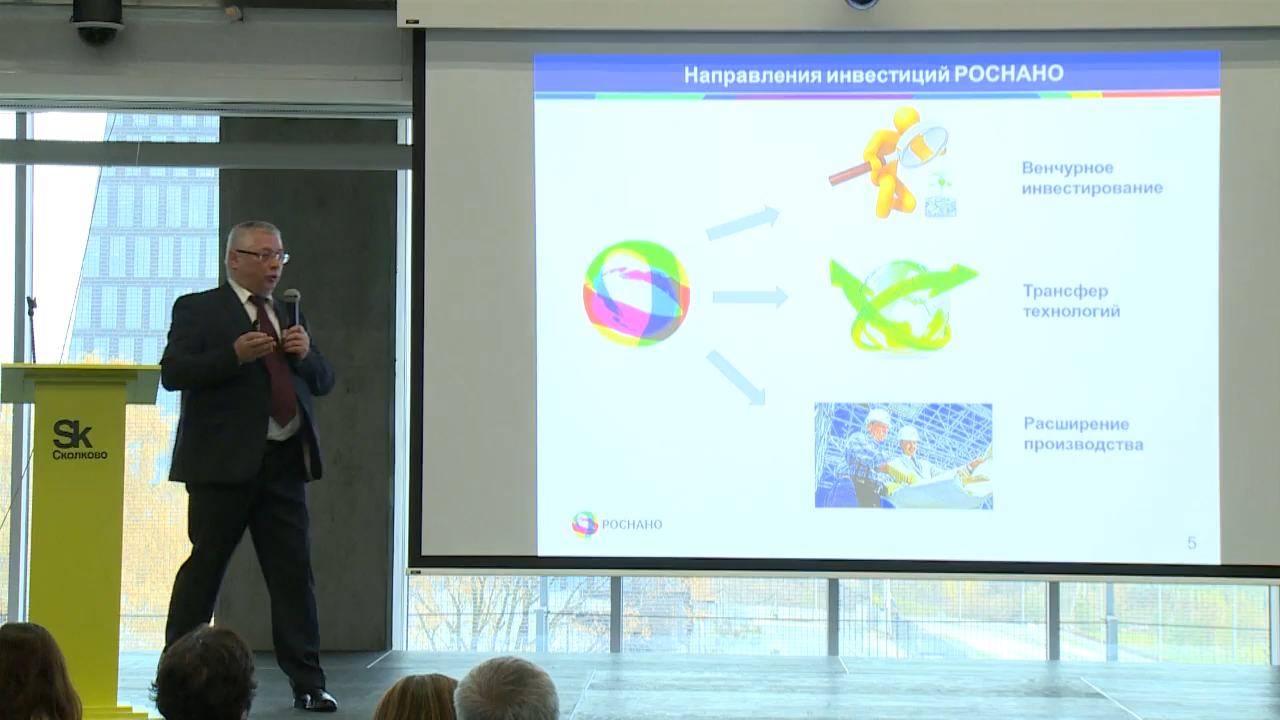 Направления инвестиций РОСНАНО
Венчурное
инвестирование
Трансфер
технологий
Расширение
производства
РОСНАНО
5
Sk
Сколково